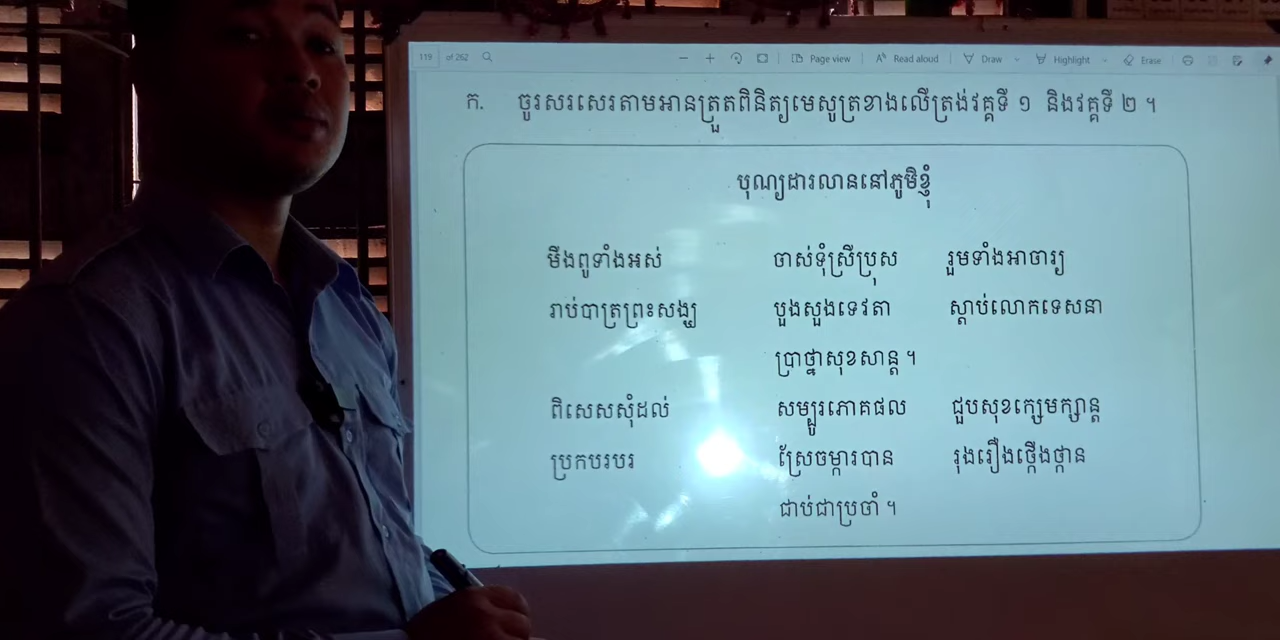 119 of 262 Page view Read aloud Draw Highlight Erase
ក. ចូរសរសេរតាមអានត្រួតពិនិត្យមេសូត្រខាងលើត្រង់វគ្គទី ១ និងវគ្គទី ២ ។
បុណ្យដារលាននៅភូមិខ្ញុំ
មីងពូទាំងអស់ ចាស់ទុំស្រីប្រុស រួមទាំងអាចារ្យ
រាប់បាត្រព្រះសង្ឃ បួងសួងទេវតា ស្តាប់លោកទេសនា
ប្រាថ្នាសុខសាន្ត ។
ពិសេសសុំដល់ សម្បូរភោគផល ជួបសុខក្សេមក្សាន្ត
ប្រកបរបរ ស្រែចម្ការបាន រុងរឿងថ្កើងថ្កាន
ជាប់ជាប្រចាំ ។